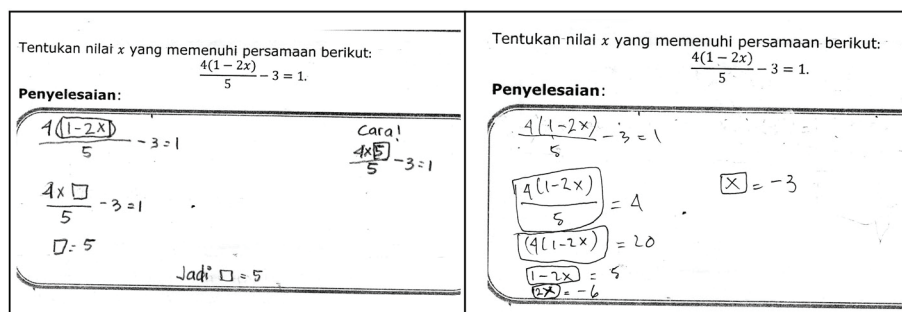 Tentukan nilai x yang memenuhi persamaan berikut:
4(1 − 2x)/5 − 3 = 1.
Penyelesaian:
4(1-2x)/5 - 3 = 1
4x□/5 - 3 = 1
□ = 5
Jadi □ = 5
Cara!
4x5/5 - 3 = 1
Tentukan nilai x yang memenuhi persamaan berikut:
4(1 − 2x)/5 − 3 = 1.
Penyelesaian:
4(1-2x)/5 - 3 = 1
4(1-2x)/5 = 4
(4(1-2x) = 20
1-2x = 5
2x = -6
x = -3